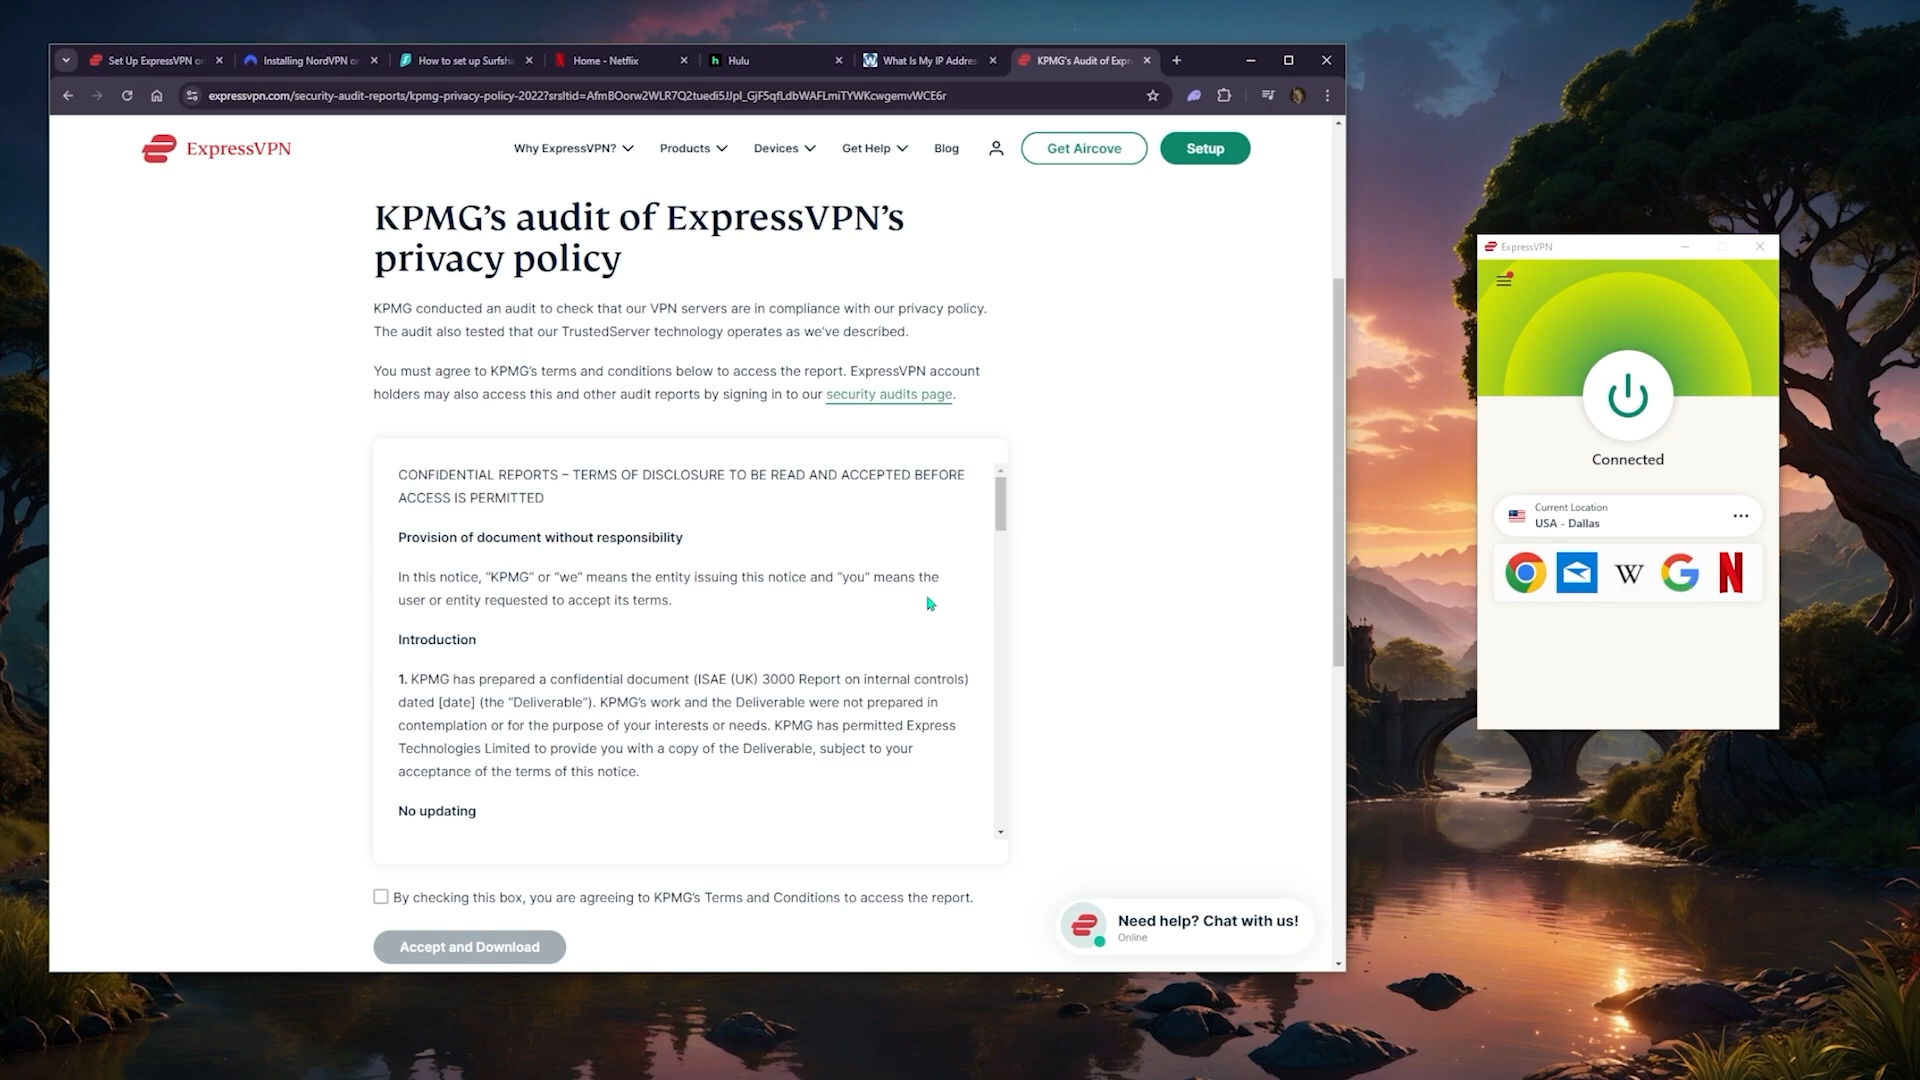 Set Up ExpressVPN or
Installing NordVPN or
How to set up Surfsha
Home - Netflix
h Hulu
What Is My IP Addres
KPMG's Audit of Expr
expressvpn.com/security-audit-reports/kpmg-privacy-policy-2022?srsltid=AfmBOorw2WLR7Q2tuedi5JJpl_GjF5qfLdbWAFLmiTYWKcwgemvWCE6r
ExpressVPN
Why ExpressVPN?
Products
Devices
Get Help
Blog
Get Aircove
Setup
KPMG’s audit of ExpressVPN’s
privacy policy
KPMG conducted an audit to check that our VPN servers are in compliance with our privacy policy.
The audit also tested that our TrustedServer technology operates as we’ve described.
You must agree to KPMG’s terms and conditions below to access the report. ExpressVPN account
holders may also access this and other audit reports by signing in to our security audits page.
CONFIDENTIAL REPORTS – TERMS OF DISCLOSURE TO BE READ AND ACCEPTED BEFORE
ACCESS IS PERMITTED
Provision of document without responsibility
In this notice, “KPMG” or “we” means the entity issuing this notice and “you” means the
user or entity requested to accept its terms.
Introduction
1. KPMG has prepared a confidential document (ISAE (UK) 3000 Report on internal controls)
dated [date] (the “Deliverable”). KPMG’s work and the Deliverable were not prepared in
contemplation or for the purpose of your interests or needs. KPMG has permitted Express
Technologies Limited to provide you with a copy of the Deliverable, subject to your
acceptance of the terms of this notice.
No updating
By checking this box, you are agreeing to KPMG’s Terms and Conditions to access the report.
Accept and Download
Need help? Chat with us!
Online
ExpressVPN
Connected
Current Location
USA - Dallas
W
G
N